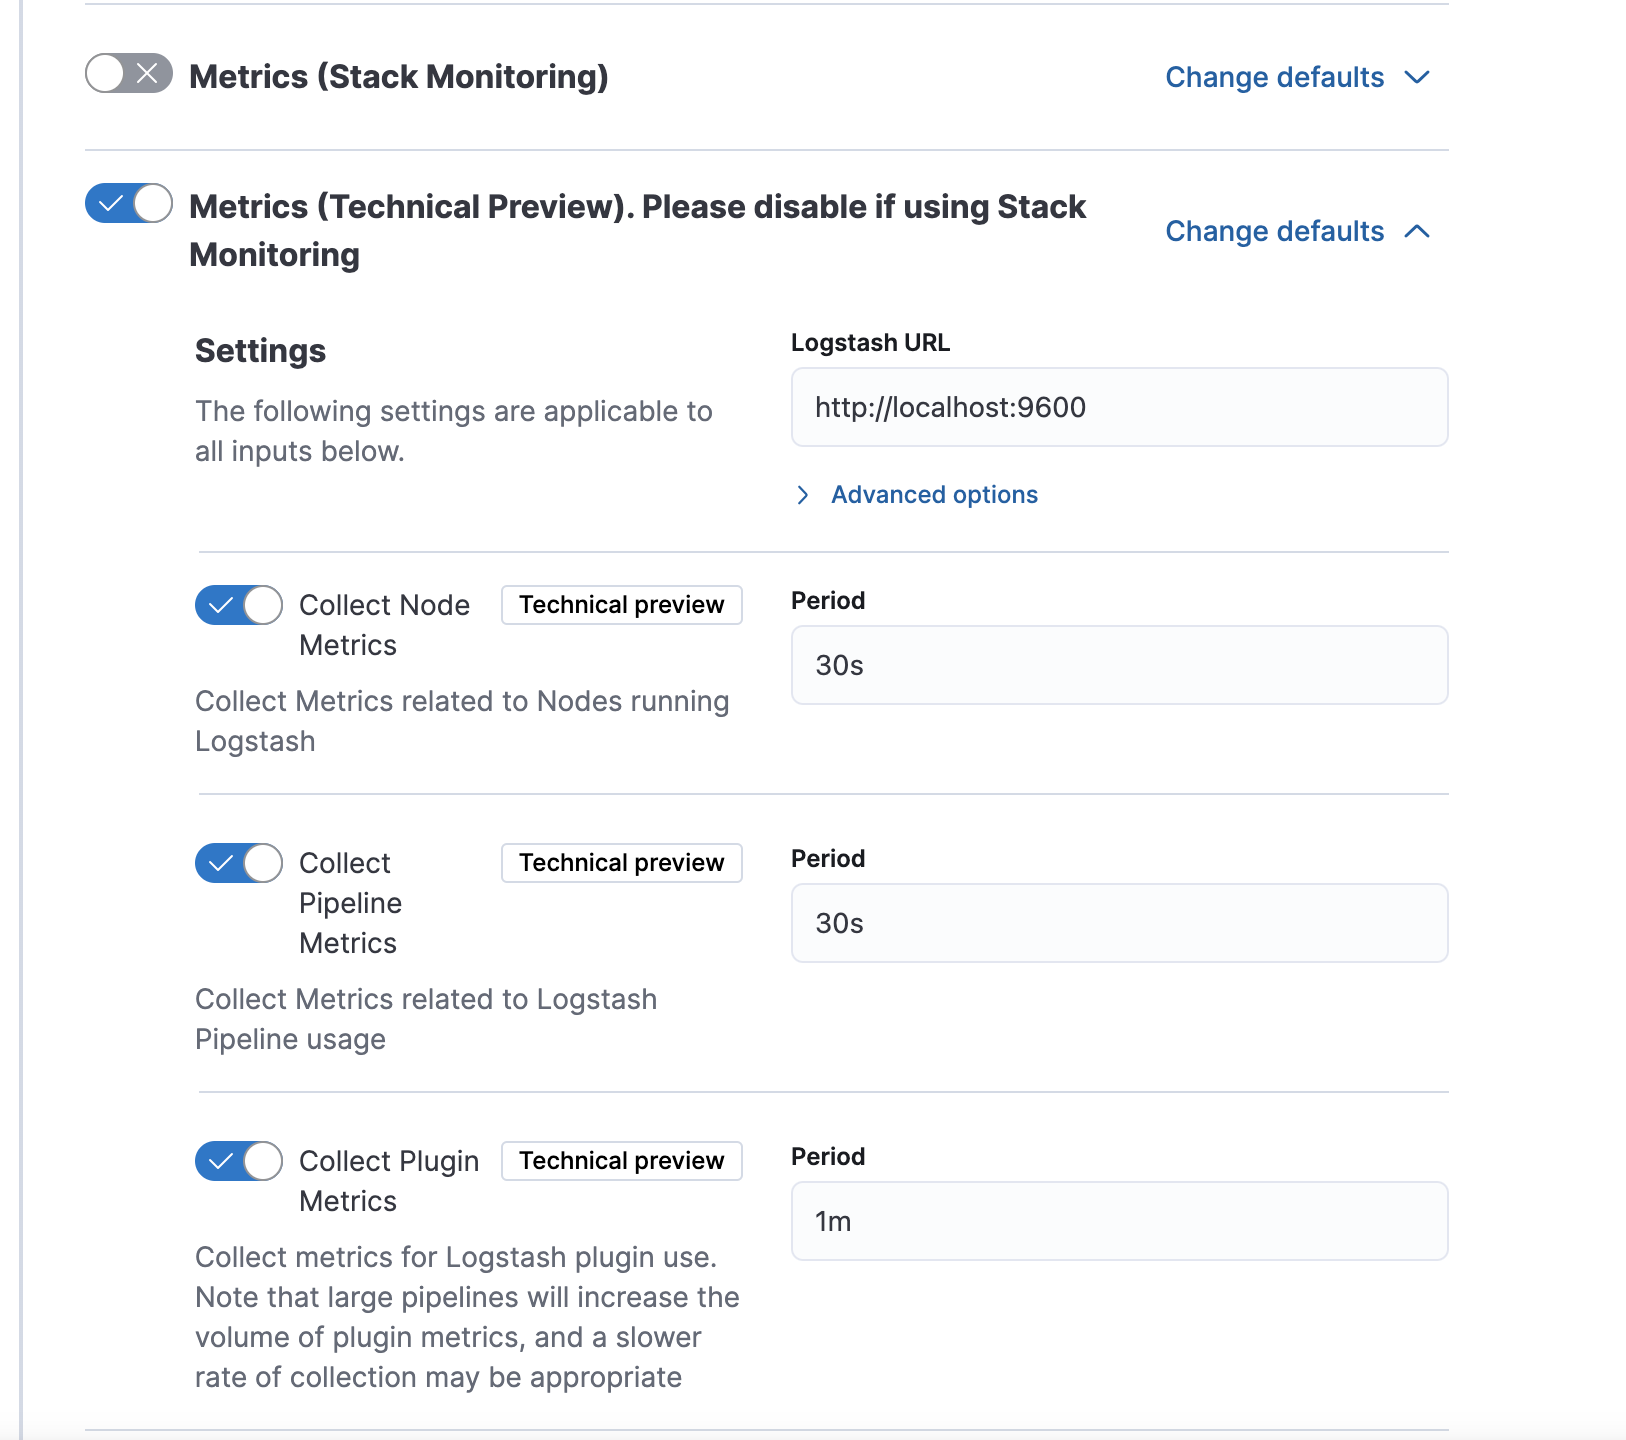 Metrics (Stack Monitoring)
Change defaults
Metrics (Technical Preview). Please disable if using Stack
Monitoring
Change defaults
Settings
The following settings are applicable to
all inputs below.
Logstash URL
http://localhost:9600
Advanced options
Collect Node
Metrics
Technical preview
Collect Metrics related to Nodes running
Logstash
Period
30s
Collect
Pipeline
Metrics
Technical preview
Collect Metrics related to Logstash
Pipeline usage
Period
30s
Collect Plugin
Metrics
Technical preview
Collect metrics for Logstash plugin use.
Note that large pipelines will increase the
volume of plugin metrics, and a slower
rate of collection may be appropriate
Period
1m